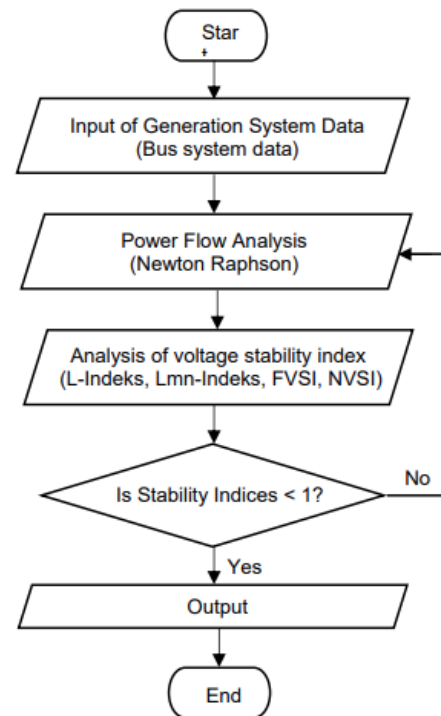 Star
t
Input of Generation System Data
(Bus system data)
Power Flow Analysis
(Newton Raphson)
Analysis of voltage stability index
(L-Indeks, Lmn-Indeks, FVSI, NVSI)
Is Stability Indices < 1?
No
Yes
Output
End